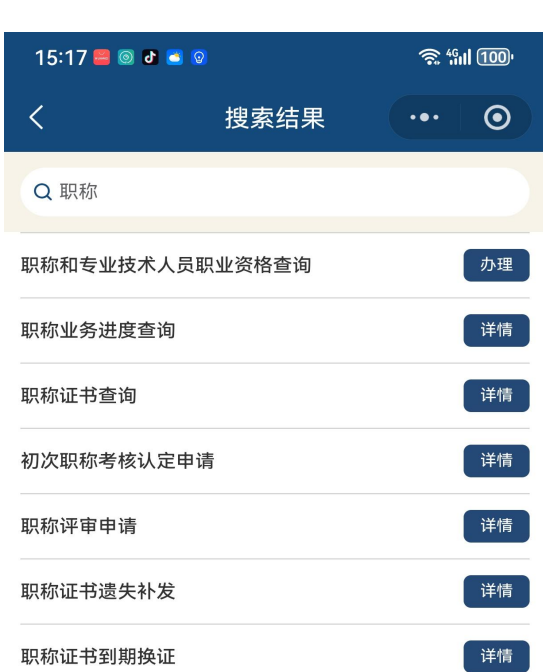 15:17 4G 100
搜索结果
职称
职称和专业技术人员职业资格查询 办理
职称业务进度查询 详情
职称证书查询 详情
初次职称考核认定申请 详情
职称评审申请 详情
职称证书遗失补发 详情
职称证书到期换证 详情